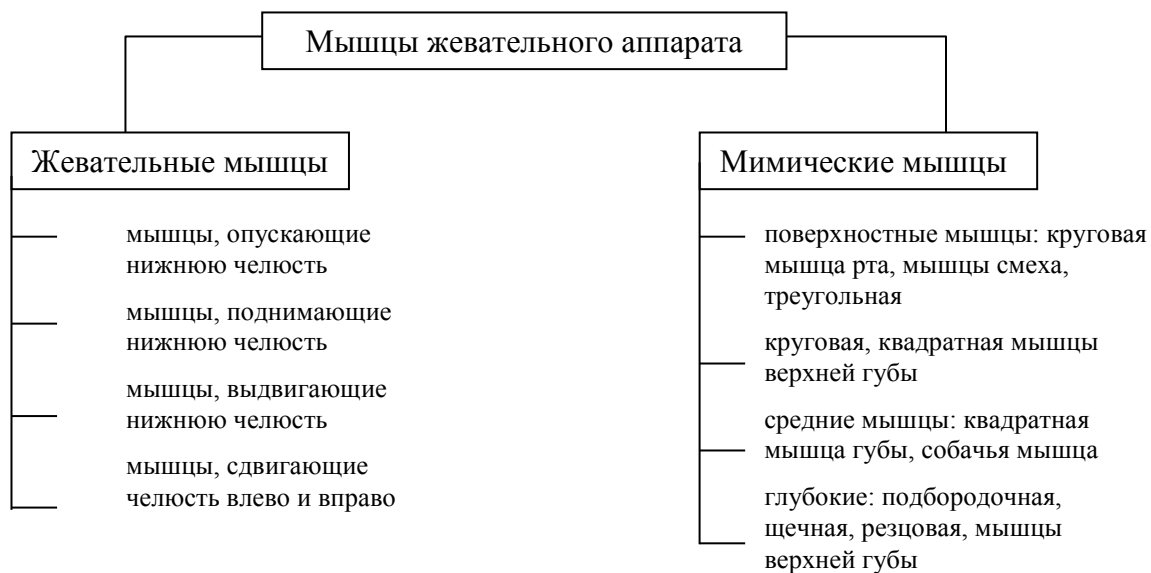 Мышцы жевательного аппарата
Жевательные мышцы
мышцы, опускающие
нижнюю челюсть
мышцы, поднимающие
нижнюю челюсть
мышцы, выдвигающие
нижнюю челюсть
мышцы, сдвигающие
челюсть влево и вправо
Мимические мышцы
поверхностные мышцы: круговая
мышца рта, мышцы смеха,
треугольная
круговая, квадратная мышцы
верхней губы
средние мышцы: квадратная
мышца губы, собачья мышца
глубокие: подбородочная,
щечная, резцовая, мышцы
верхней губы